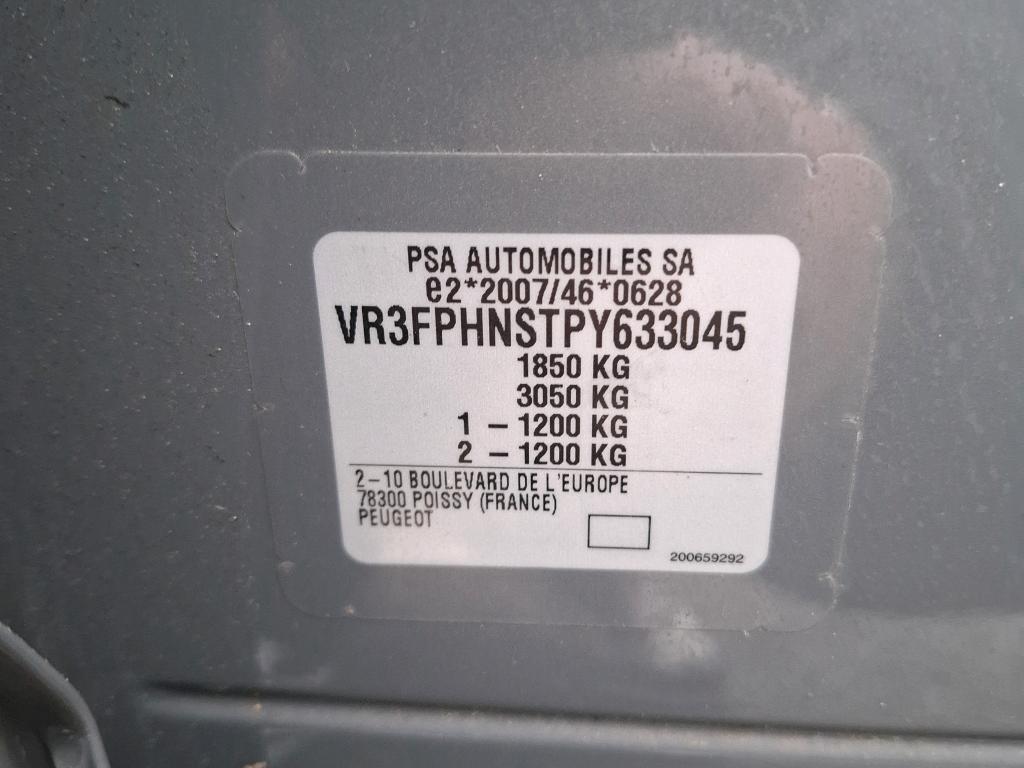 PSA AUTOMOBILES SA
e2*2007/46*0628
VR3FPHNSTPY633045
1850 KG
3050 KG
1 – 1200 KG
2 – 1200 KG
2–10 BOULEVARD DE L'EUROPE
78300 POISSY (FRANCE)
PEUGEOT
200659292